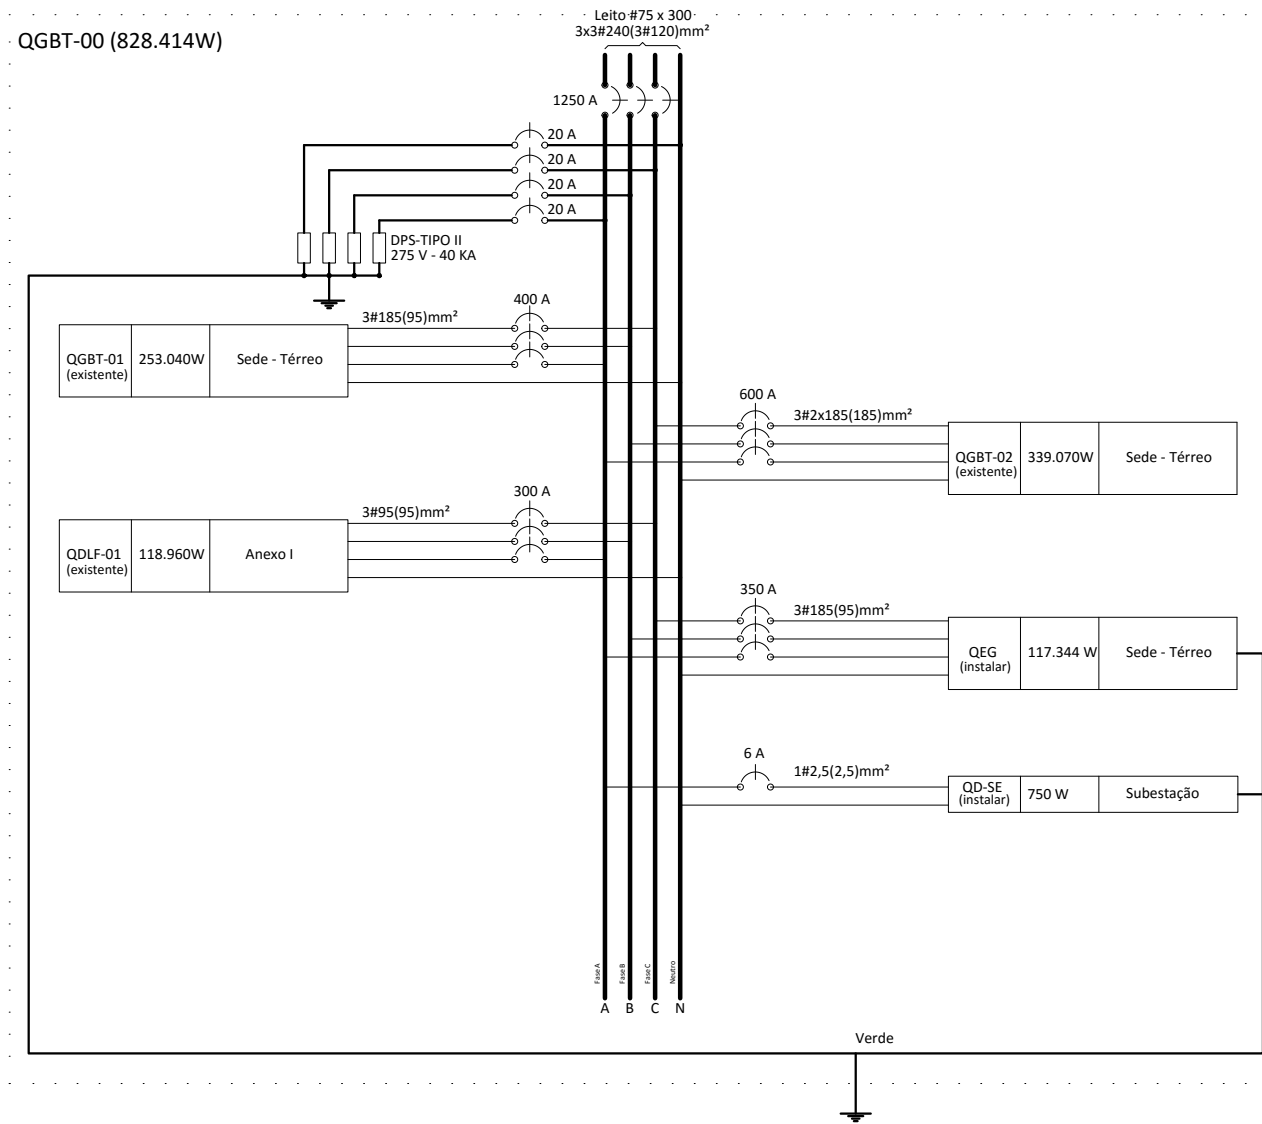 Leito #75 x 300
3x3#240(3#120)mm²
QGBT-00 (828.414W)
1250 A
20 A
20 A
20 A
20 A
DPS-TIPO II
275 V - 40 KA
400 A
3#185(95)mm²
QGBT-01
(existente)
253.040W
Sede - Térreo
600 A
3#2x185(185)mm²
QGBT-02
(existente)
339.070W
Sede - Térreo
300 A
3#95(95)mm²
QDLF-01
(existente)
118.960W
Anexo I
350 A
3#185(95)mm²
QEG
(instalar)
117.344 W
Sede - Térreo
6 A
1#2,5(2,5)mm²
QD-SE
(instalar)
750 W
Subestação
Fase A
Fase B
Fase C
Neutro
A B C N
Verde